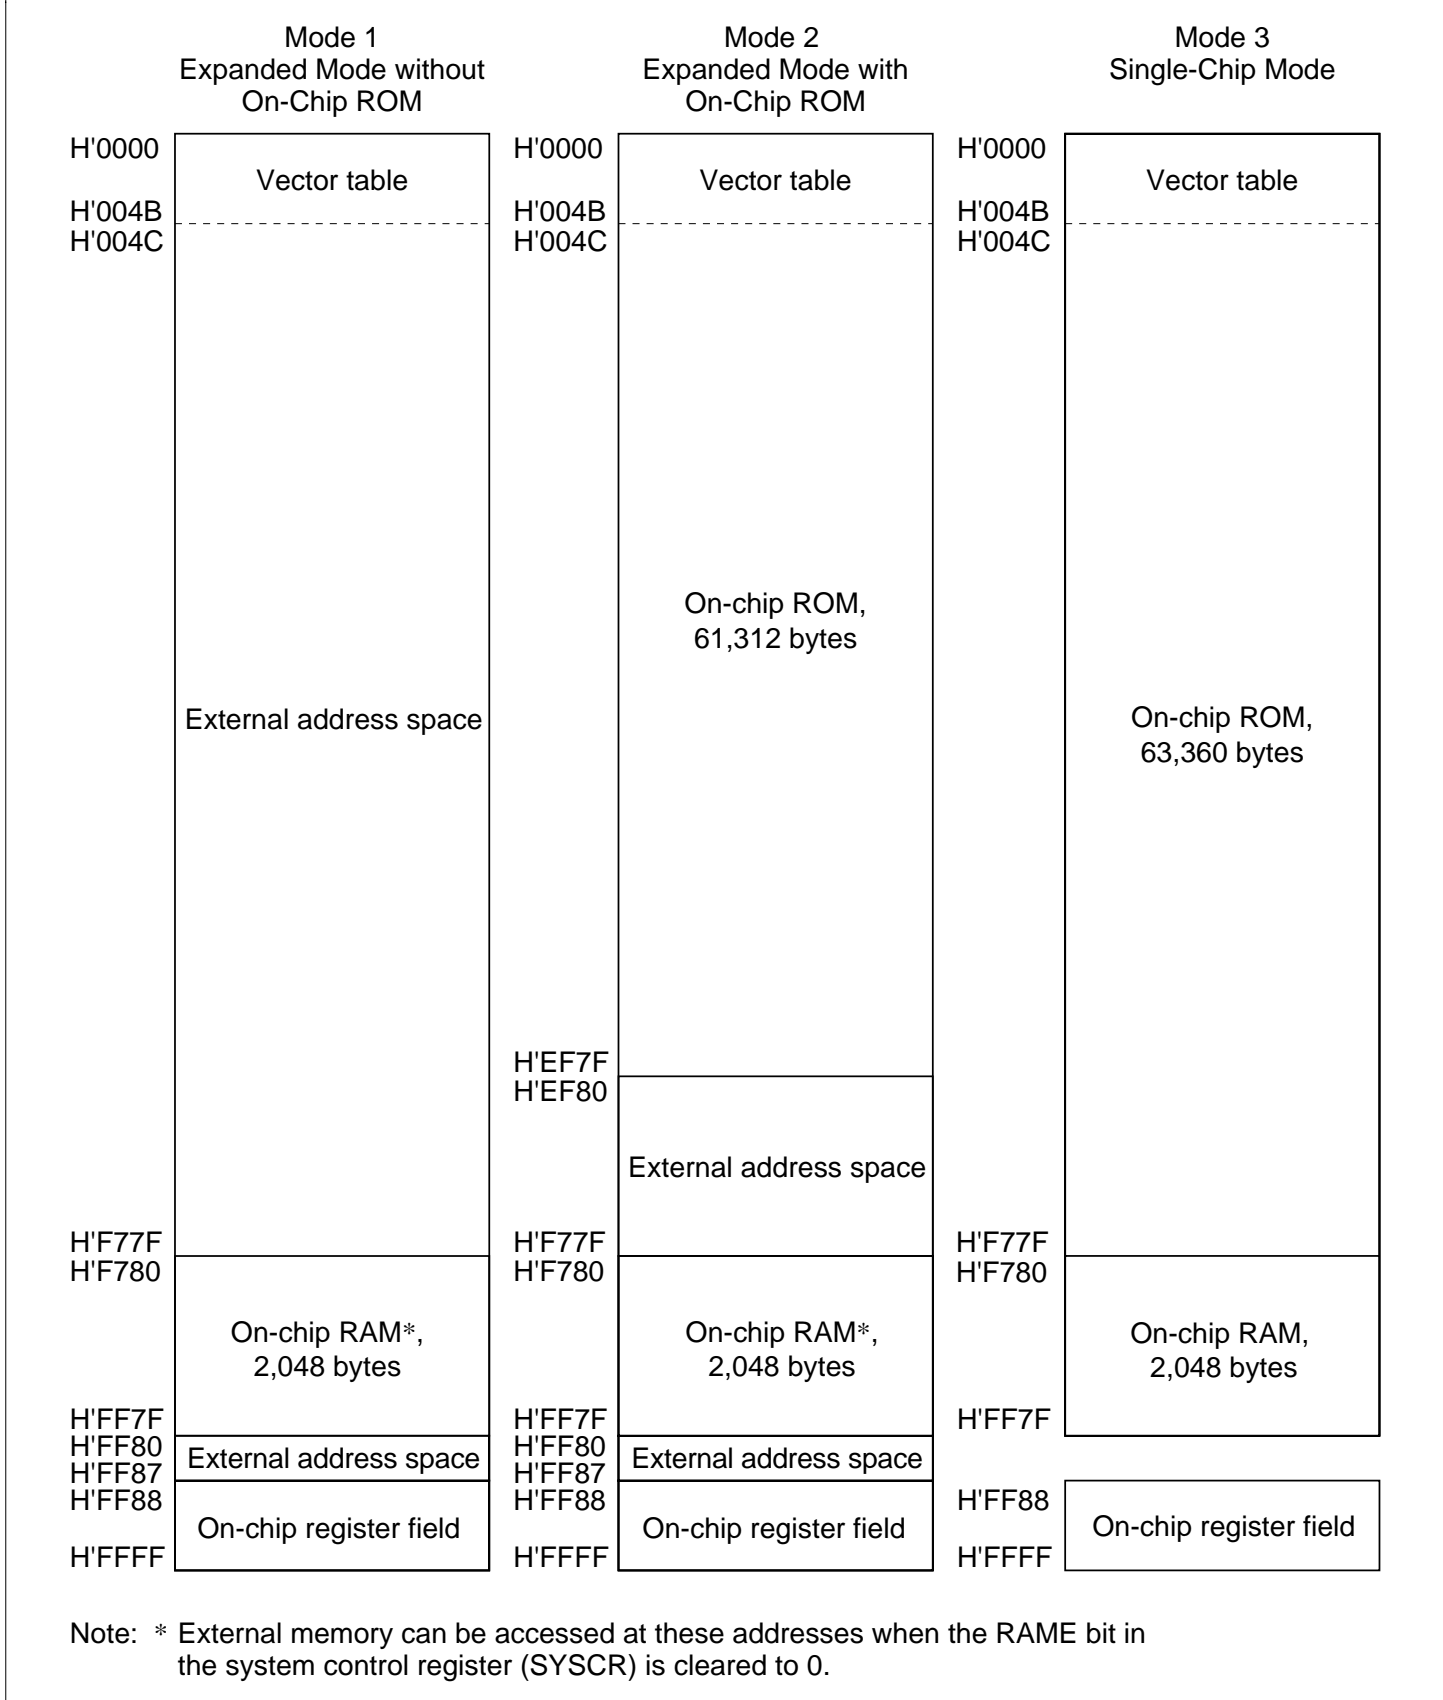 Mode 1
Expanded Mode without
On-Chip ROM
H'0000
Vector table
H'004B
H'004C
External address space
H'F77F
H'F780
On-chip RAM*,
2,048 bytes
H'FF7F
H'FF80
External address space
H'FF87
H'FF88
On-chip register field
H'FFFF
Mode 2
Expanded Mode with
On-Chip ROM
H'0000
Vector table
H'004B
H'004C
On-chip ROM,
61,312 bytes
H'EF7F
H'EF80
External address space
H'F77F
H'F780
On-chip RAM*,
2,048 bytes
H'FF7F
H'FF80
External address space
H'FF87
H'FF88
On-chip register field
H'FFFF
Mode 3
Single-Chip Mode
H'0000
Vector table
H'004B
H'004C
On-chip ROM,
63,360 bytes
H'F77F
H'F780
On-chip RAM,
2,048 bytes
H'FF7F
H'FF88
On-chip register field
H'FFFF
Note: * External memory can be accessed at these addresses when the RAME bit in
the system control register (SYSCR) is cleared to 0.